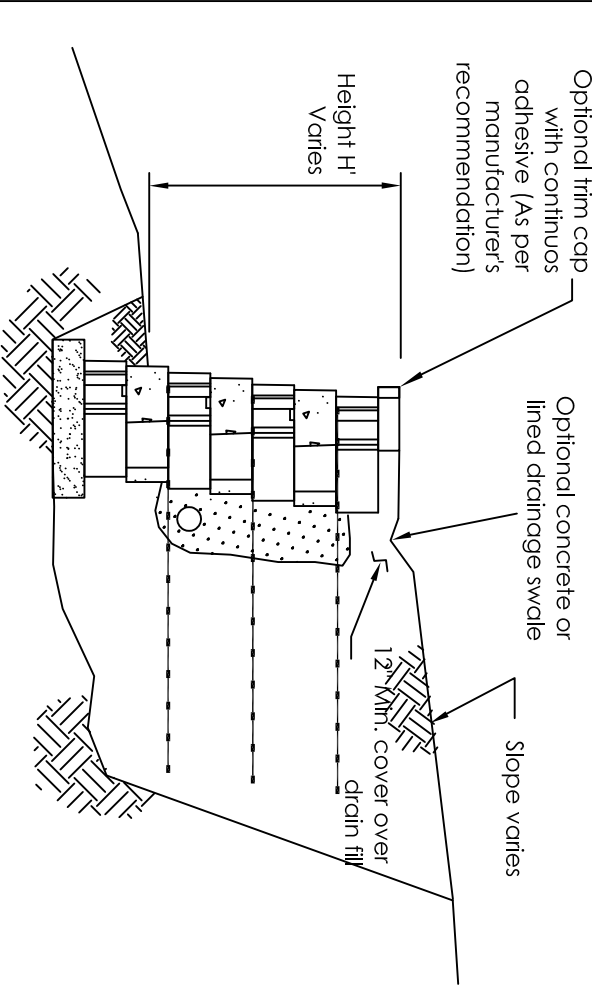 Optional trim cap
with continuos
adhesive (As per
manufacturer's
recommendation)
Height H'
Varies
Optional concrete or
lined drainage swale
Slope varies
12" Min. cover over
drain fill